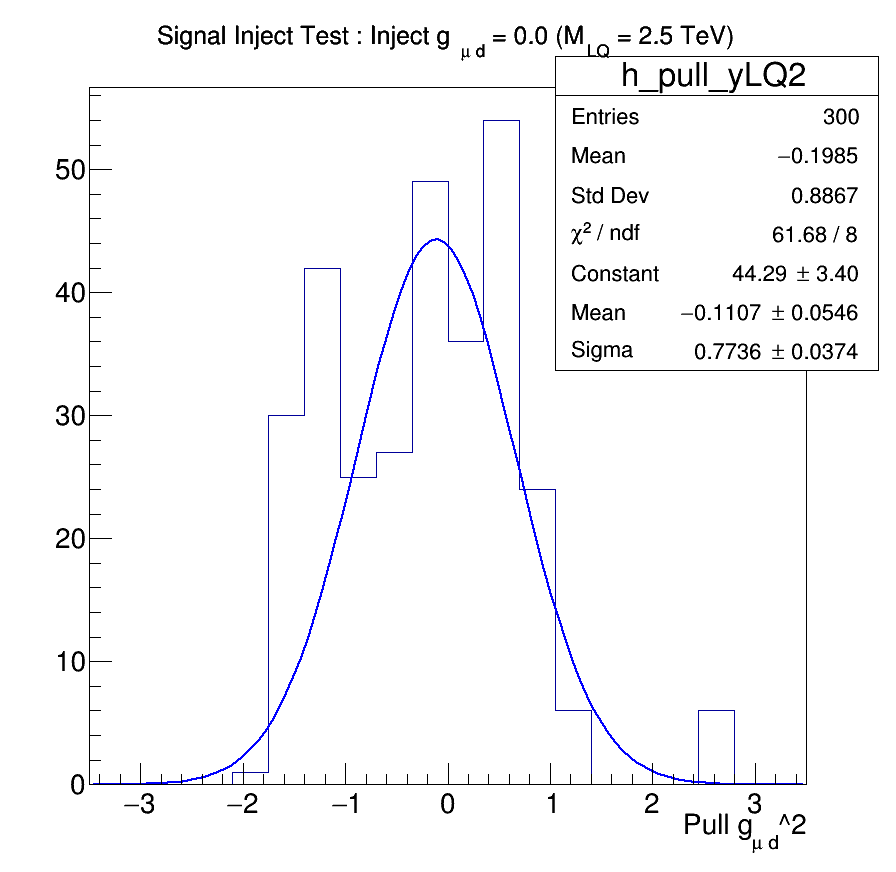 Signal Inject Test : Inject g μ d = 0.0 (M LQ = 2.5 TeV)
h_pull_yLQ2
Entries 300
Mean −0.1985
Std Dev 0.8867
χ² / ndf 61.68 / 8
Constant 44.29 ± 3.40
Mean −0.1107 ± 0.0546
Sigma 0.7736 ± 0.0374
50
40
30
20
10
0
−3 −2 −1 0 1 2 3
Pull g μ d ^2